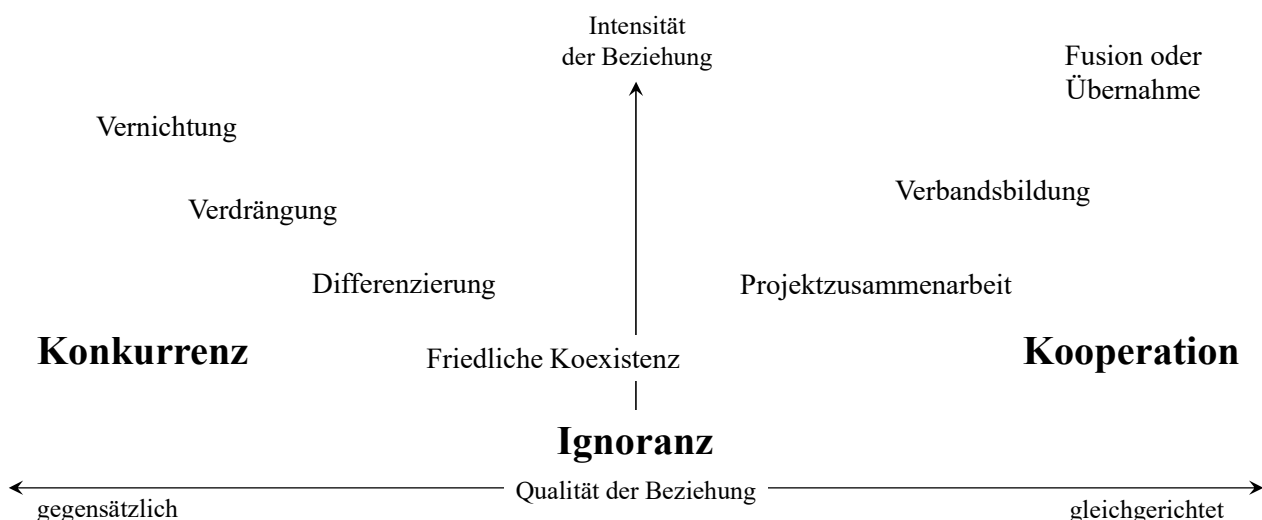 Intensität
der Beziehung
Fusion oder
Übernahme
Vernichtung
Verbandsbildung
Verdrängung
Differenzierung
Projektzusammenarbeit
Konkurrenz
Friedliche Koexistenz
Kooperation
Ignoranz
Qualität der Beziehung
gegensätzlich
gleichgerichtet